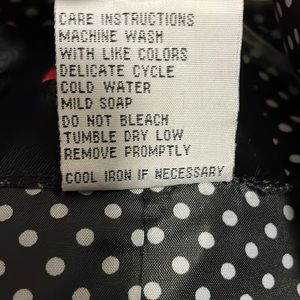 CARE INSTRUCTIONS
MACHINE WASH
WITH LIKE COLORS
DELICATE CYCLE
COLD WATER
MILD SOAP
DO NOT BLEACH
TUMBLE DRY LOW
REMOVE PROMPTLY
COOL IRON IF NECESSARY